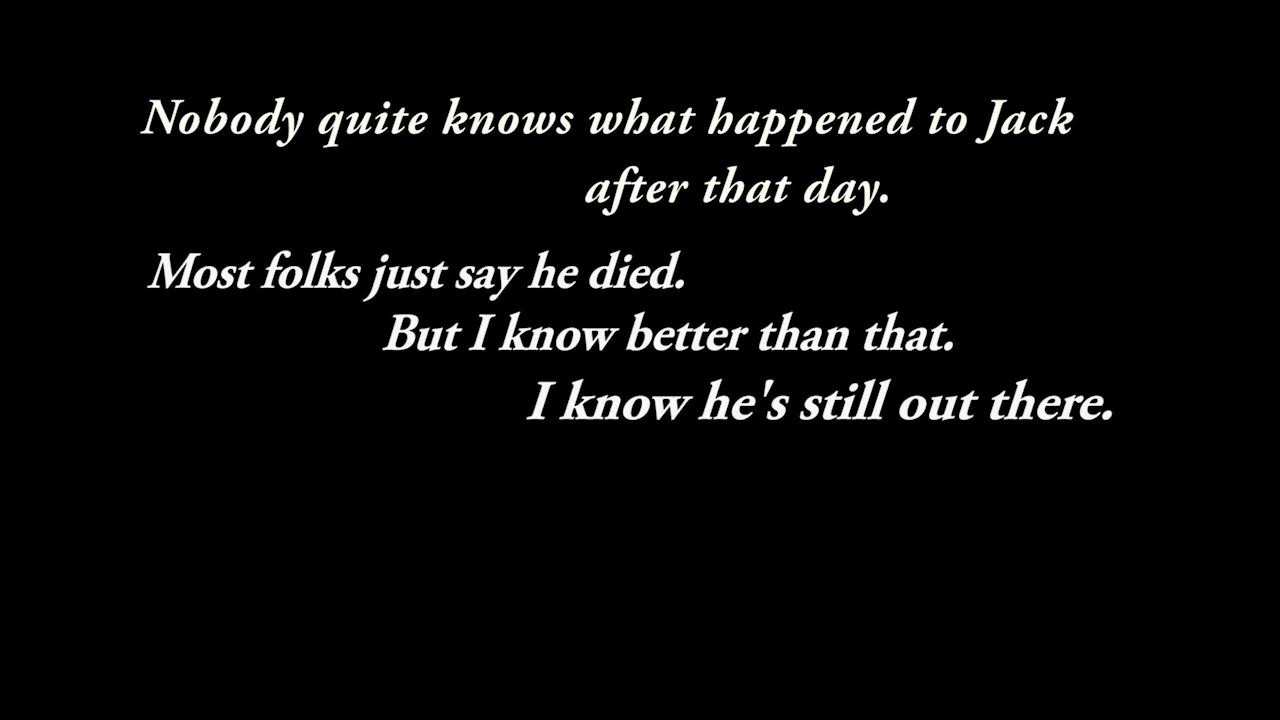 Nobody quite knows what happened to Jack
after that day.
Most folks just say he died.
But I know better than that.
I know he's still out there.